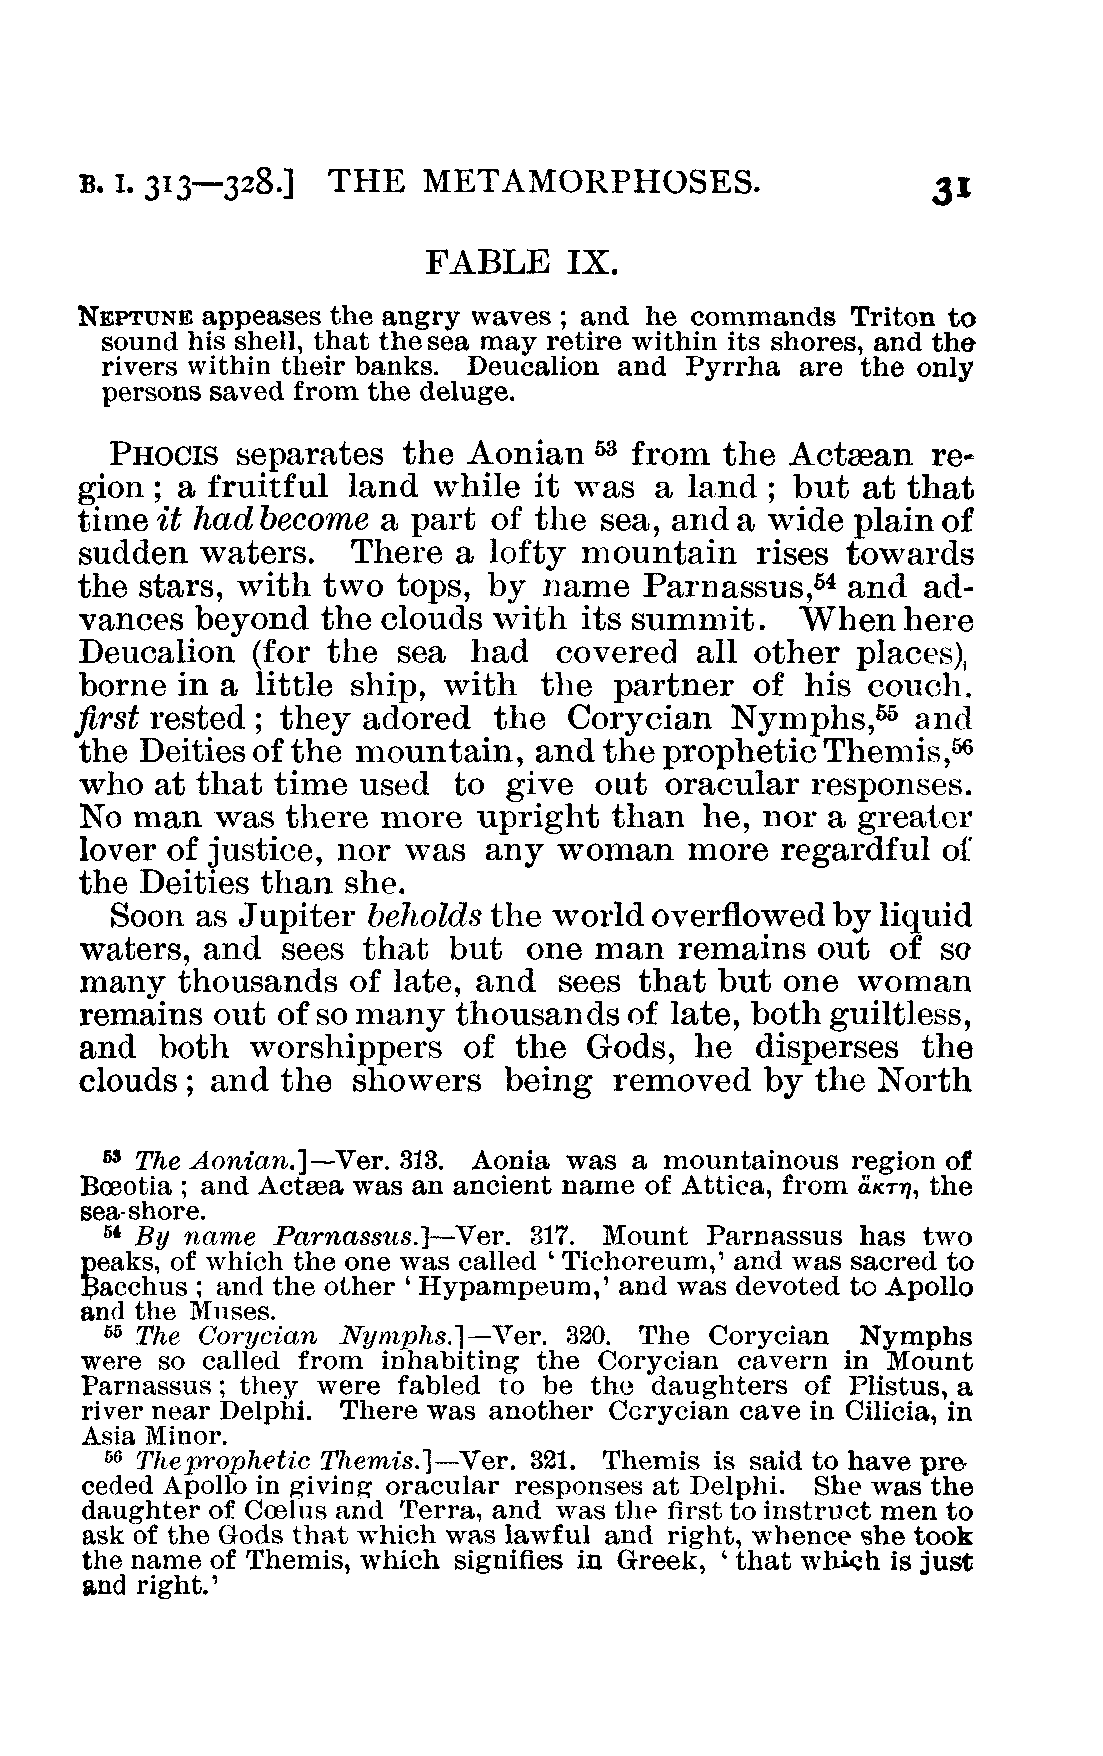 B. I. 313—328.] THE METAMORPHOSES. 31
FABLE IX.
NEPTUNE appeases the angry waves ; and he commands Triton to
sound his shell, that the sea may retire within its shores, and the
rivers within their banks. Deucalion and Pyrrha are the only
persons saved from the deluge.
PHOCIS separates the Aonian 53 from the Actæan re-
gion ; a fruitful land while it was a land ; but at that
time it had become a part of the sea, and a wide plain of
sudden waters. There a lofty mountain rises towards
the stars, with two tops, by name Parnassus,54 and ad-
vances beyond the clouds with its summit. When here
Deucalion (for the sea had covered all other places),
borne in a little ship, with the partner of his couch.
first rested ; they adored the Corycian Nymphs,55 and
the Deities of the mountain, and the prophetic Themis,56
who at that time used to give out oracular responses.
No man was there more upright than he, nor a greater
lover of justice, nor was any woman more regardful of
the Deities than she.
Soon as Jupiter beholds the world overflowed by liquid
waters, and sees that but one man remains out of so
many thousands of late, and sees that but one woman
remains out of so many thousands of late, both guiltless,
and both worshippers of the Gods, he disperses the
clouds ; and the showers being removed by the North
53 The Aonian.]—Ver. 313. Aonia was a mountainous region of
Bœotia ; and Actæa was an ancient name of Attica, from ἄκτη, the
sea-shore.
54 By name Parnassus.]—Ver. 317. Mount Parnassus has two
peaks, of which the one was called ‘ Tichoreum,’ and was sacred to
Bacchus ; and the other ‘ Hypampeum,’ and was devoted to Apollo
and the Muses.
55 The Corycian Nymphs.]—Ver. 320. The Corycian Nymphs
were so called from inhabiting the Corycian cavern in Mount
Parnassus ; they were fabled to be the daughters of Plistus, a
river near Delphi. There was another Corycian cave in Cilicia, in
Asia Minor.
56 The prophetic Themis.]—Ver. 321. Themis is said to have pre-
ceded Apollo in giving oracular responses at Delphi. She was the
daughter of Cœlus and Terra, and was the first to instruct men to
ask of the Gods that which was lawful and right, whence she took
the name of Themis, which signifies in Greek, ‘ that which is just
and right.’